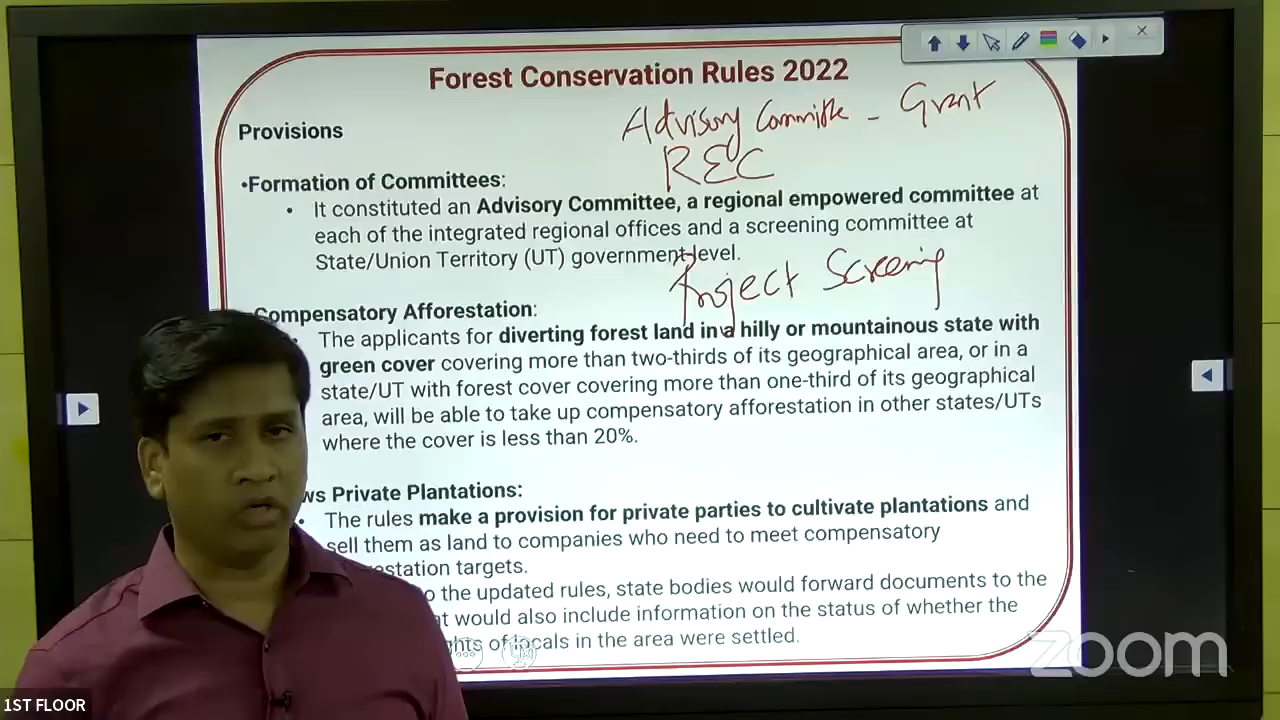 Forest Conservation Rules 2022
Advisory Committe - Grant
Provisions
REC
•Formation of Committees:
• It constituted an Advisory Committee, a regional empowered committee at
each of the integrated regional offices and a screening committee at
State/Union Territory (UT) government level.
Project Screening
Compensatory Afforestation:
The applicants for diverting forest land in a hilly or mountainous state with
green cover covering more than two-thirds of its geographical area, or in a
state/UT with forest cover covering more than one-third of its geographical
area, will be able to take up compensatory afforestation in other states/UTs
where the cover is less than 20%.
ws Private Plantations:
• The rules make a provision for private parties to cultivate plantations and
sell them as land to companies who need to meet compensatory
estation targets.
o the updated rules, state bodies would forward documents to the
at would also include information on the status of whether the
ghts of locals in the area were settled.
zoom
1ST FLOOR